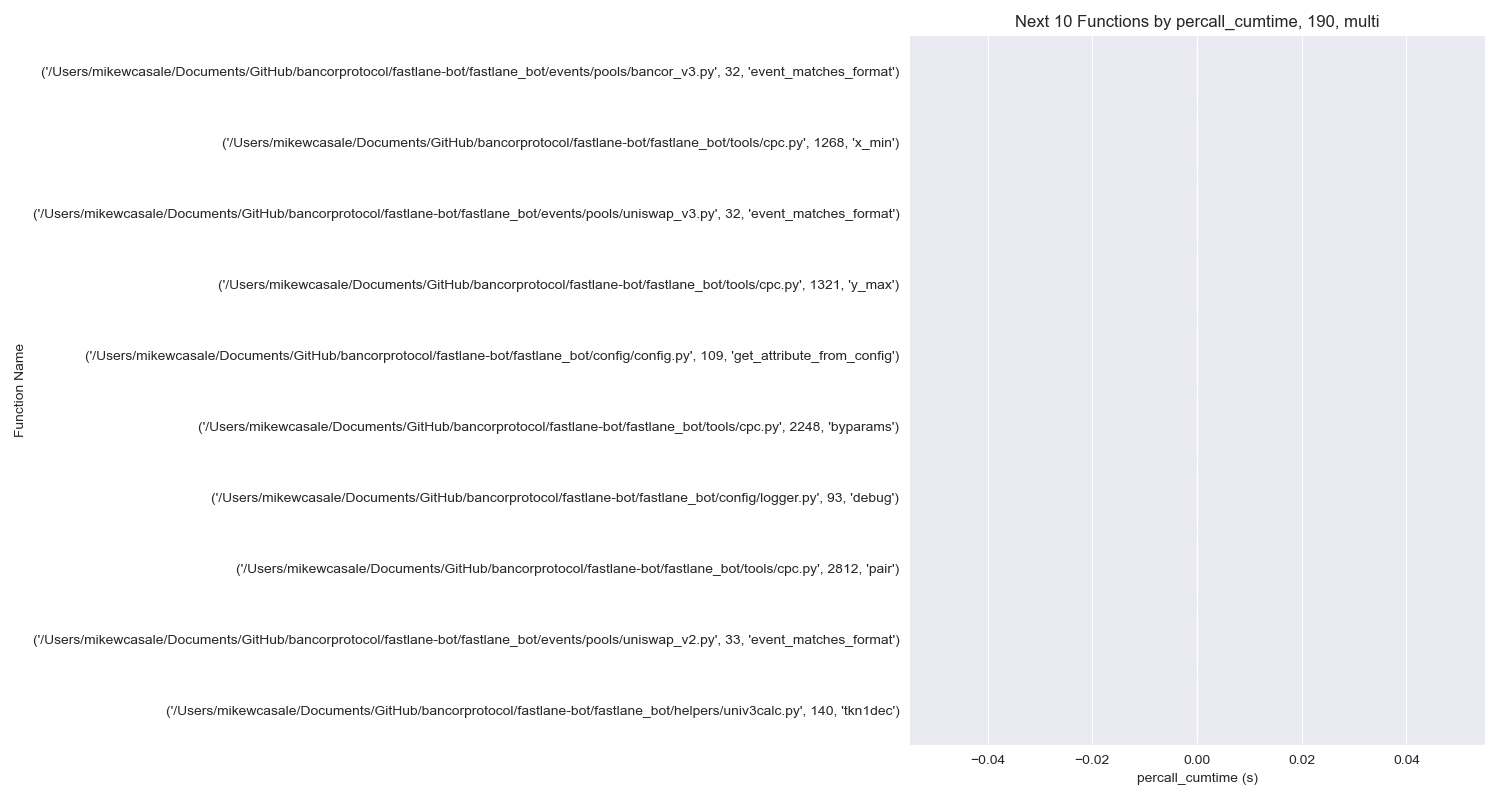 Next 10 Functions by percall_cumtime, 190, multi
('/Users/mikewcasale/Documents/GitHub/bancorprotocol/fastlane-bot/fastlane_bot/events/pools/bancor_v3.py', 32, 'event_matches_format')
('/Users/mikewcasale/Documents/GitHub/bancorprotocol/fastlane-bot/fastlane_bot/tools/cpc.py', 1268, 'x_min')
('/Users/mikewcasale/Documents/GitHub/bancorprotocol/fastlane-bot/fastlane_bot/events/pools/uniswap_v3.py', 32, 'event_matches_format')
('/Users/mikewcasale/Documents/GitHub/bancorprotocol/fastlane-bot/fastlane_bot/tools/cpc.py', 1321, 'y_max')
('/Users/mikewcasale/Documents/GitHub/bancorprotocol/fastlane-bot/fastlane_bot/config/config.py', 109, 'get_attribute_from_config')
('/Users/mikewcasale/Documents/GitHub/bancorprotocol/fastlane-bot/fastlane_bot/tools/cpc.py', 2248, 'byparams')
('/Users/mikewcasale/Documents/GitHub/bancorprotocol/fastlane-bot/fastlane_bot/config/logger.py', 93, 'debug')
('/Users/mikewcasale/Documents/GitHub/bancorprotocol/fastlane-bot/fastlane_bot/tools/cpc.py', 2812, 'pair')
('/Users/mikewcasale/Documents/GitHub/bancorprotocol/fastlane-bot/fastlane_bot/events/pools/uniswap_v2.py', 33, 'event_matches_format')
('/Users/mikewcasale/Documents/GitHub/bancorprotocol/fastlane-bot/fastlane_bot/helpers/univ3calc.py', 140, 'tkn1dec')
Function Name
−0.04 −0.02 0.00 0.02 0.04
percall_cumtime (s)